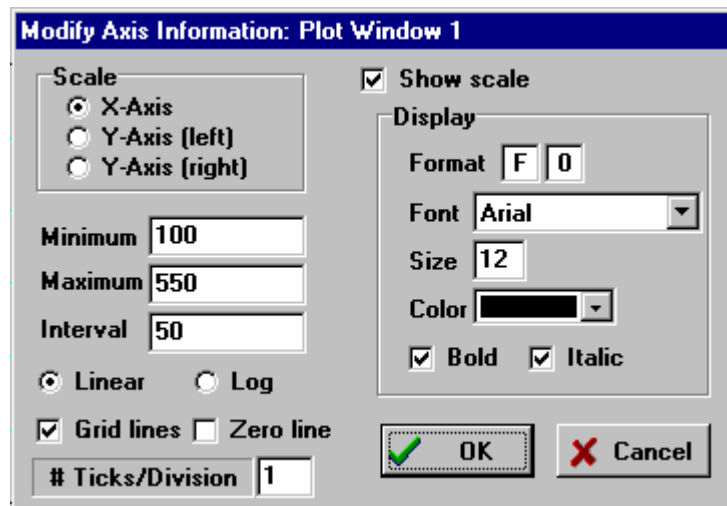 Modify Axis Information: Plot Window 1
Scale
X-Axis
Y-Axis (left)
Y-Axis (right)
Minimum 100
Maximum 550
Interval 50
Linear Log
Grid lines Zero line
# Ticks/Division 1
Show scale
Display
Format F 0
Font Arial
Size 12
Color
Bold Italic
OK Cancel